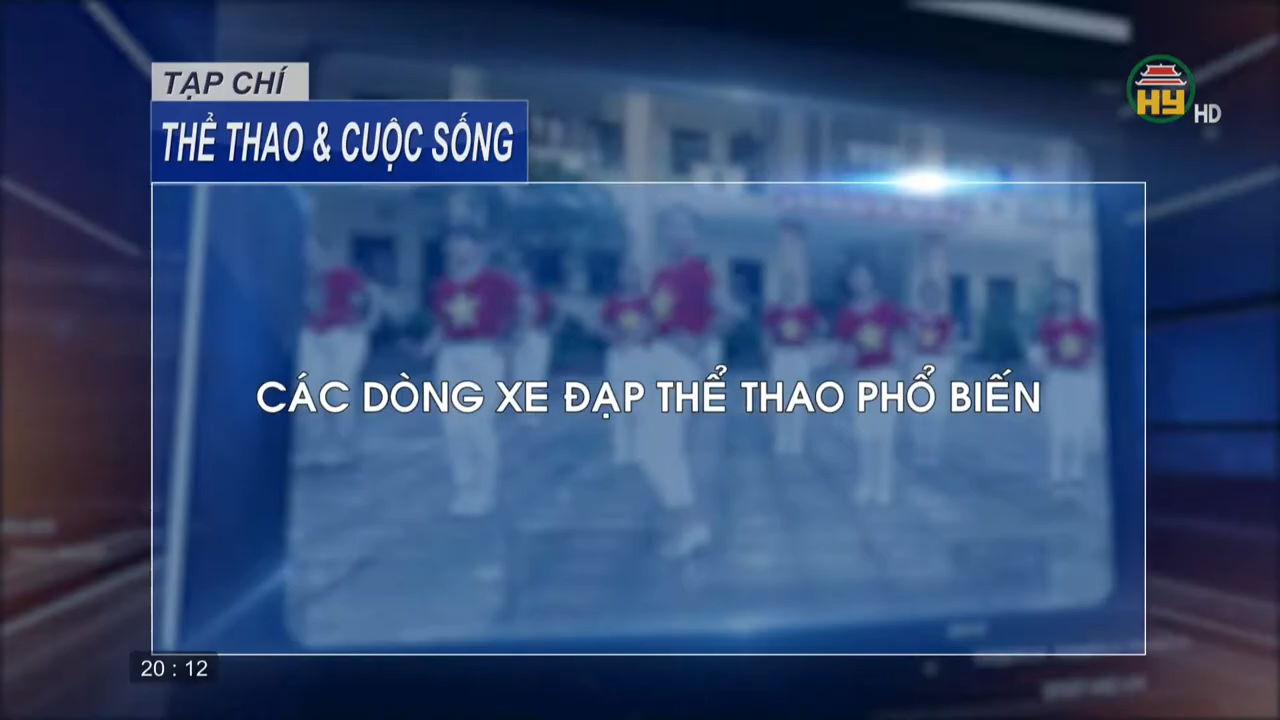 TẠP CHÍ
THỂ THAO & CUỘC SỐNG
HY HD
CÁC DÒNG XE ĐẠP THỂ THAO PHỔ BIẾN
20 : 12